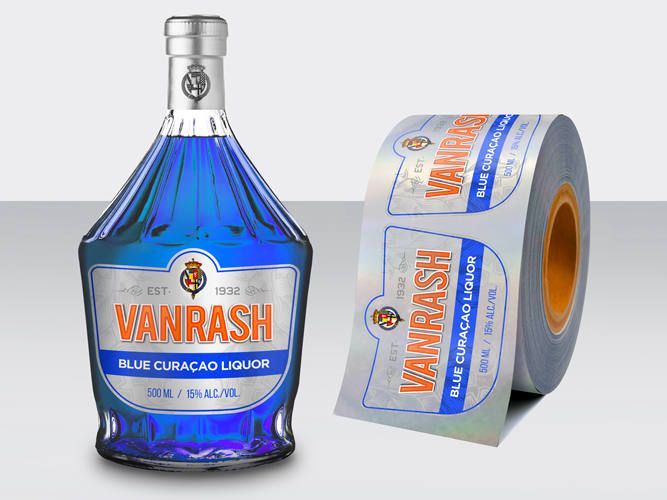 EST. 1932
VANRASH
BLUE CURAÇAO LIQUOR
500 ML / 15% ALC./VOL.
VANRASH
BLUE CURAÇAO LIQUO
500 ML / 15% ALC./VOL.
EST. 1932
VANRASH
BLUE CURAÇAO LIQUOR
500 ML / 15% ALC./VOL.